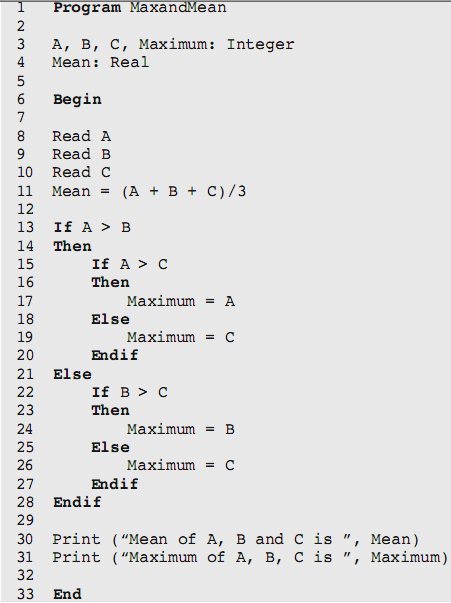 1 Program MaxandMean
2
3 A, B, C, Maximum: Integer
4 Mean: Real
5
6 Begin
7
8 Read A
9 Read B
10 Read C
11 Mean = (A + B + C)/3
12
13 If A > B
14 Then
15 If A > C
16 Then
17 Maximum = A
18 Else
19 Maximum = C
20 Endif
21 Else
22 If B > C
23 Then
24 Maximum = B
25 Else
26 Maximum = C
27 Endif
28 Endif
29
30 Print (“Mean of A, B and C is ”, Mean)
31 Print (“Maximum of A, B, C is ”, Maximum)
32
33 End